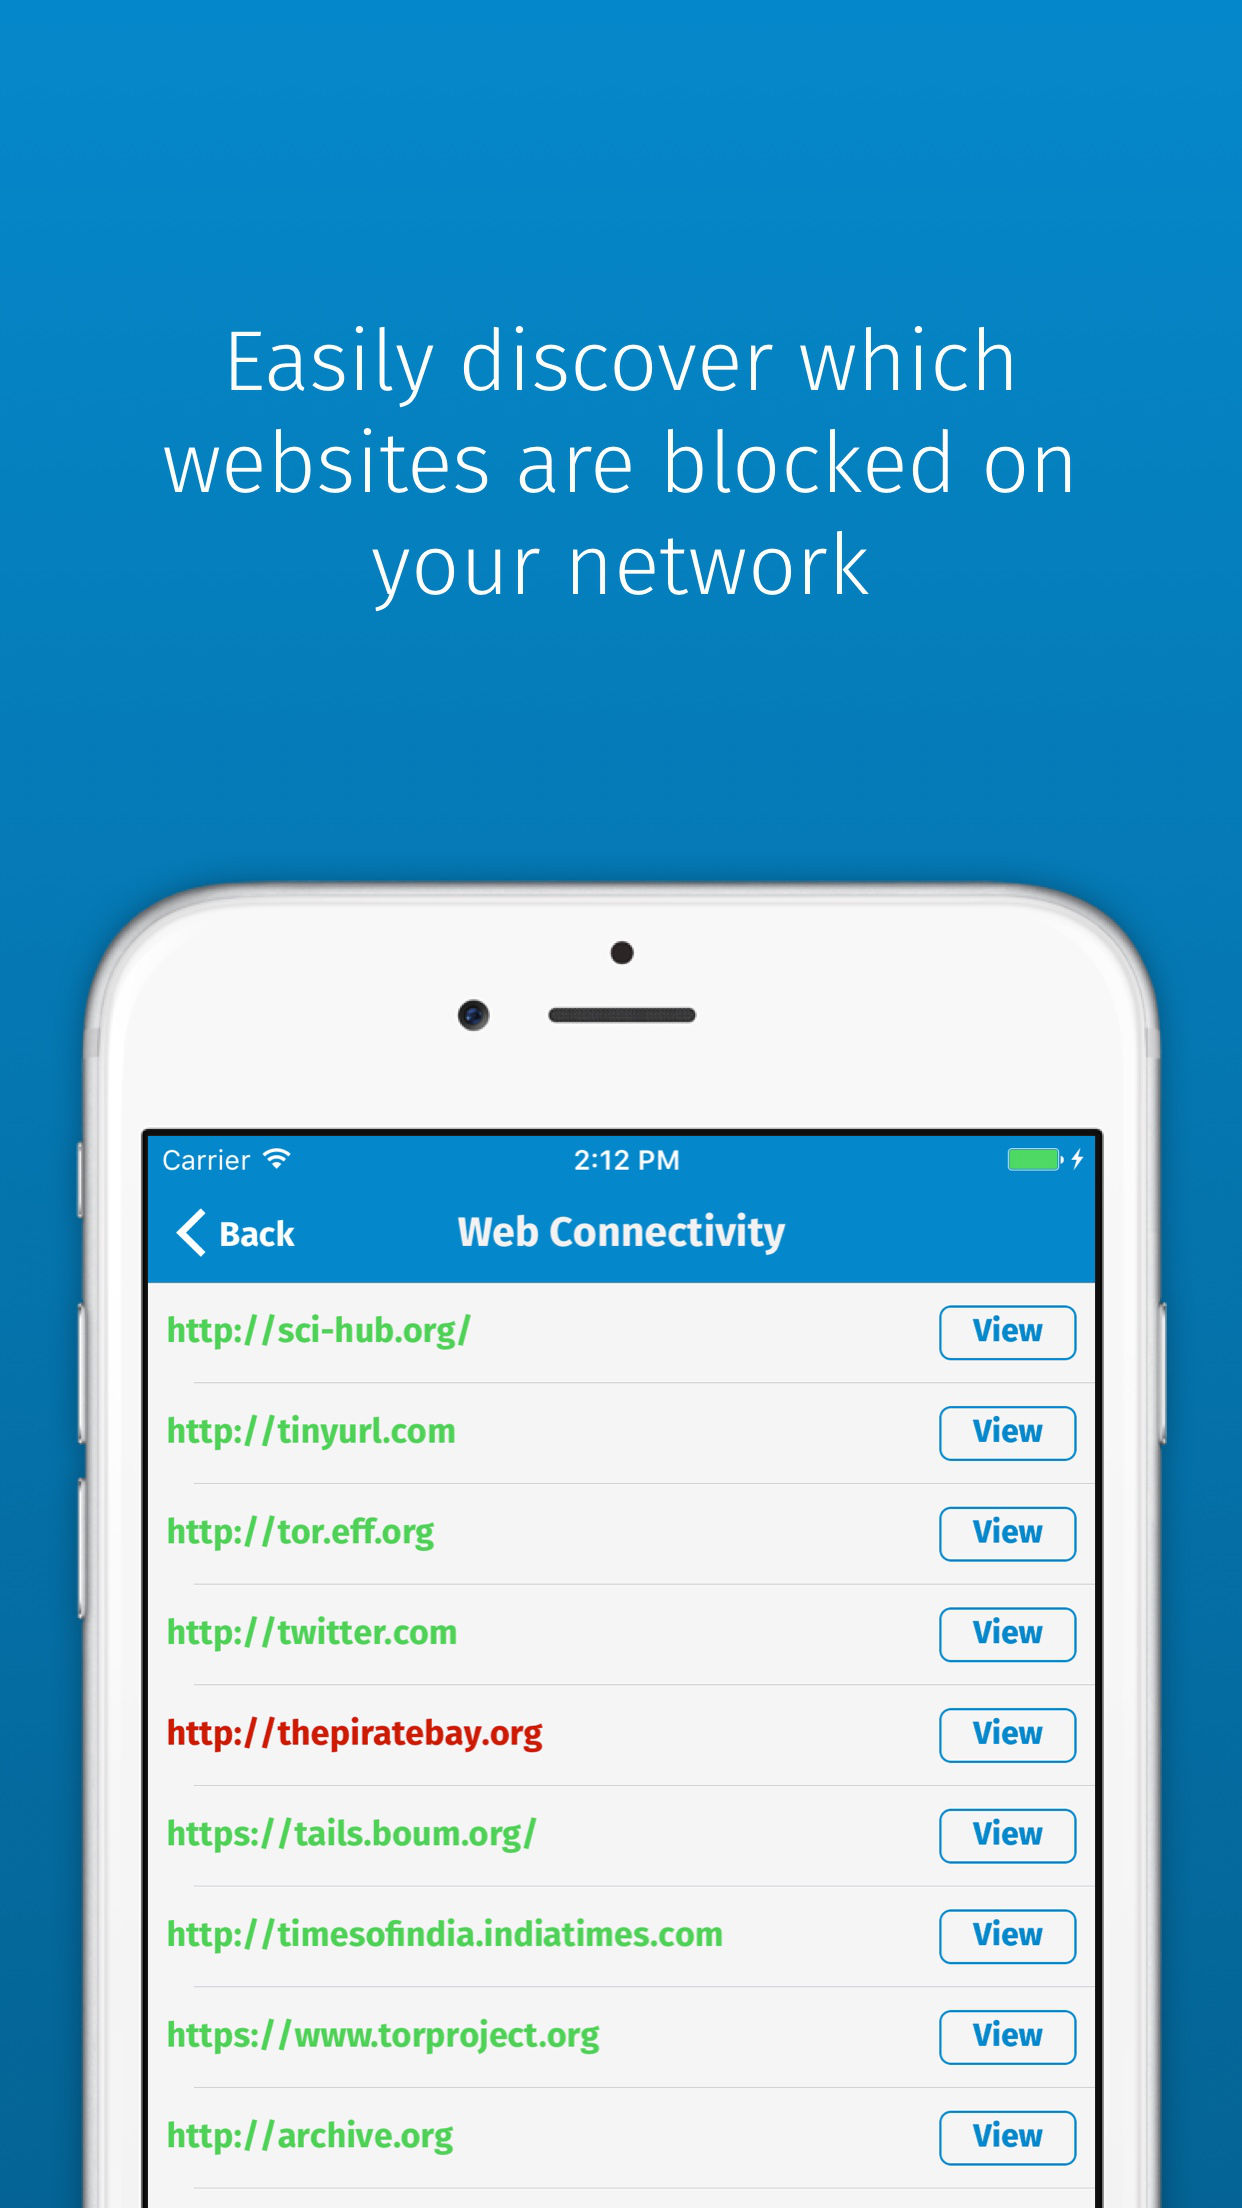 Easily discover which
websites are blocked on
your network
Carrier 2:12 PM
Back Web Connectivity
http://sci-hub.org/ View
http://tinyurl.com View
http://tor.eff.org View
http://twitter.com View
http://thepiratebay.org View
https://tails.boum.org/ View
http://timesofindia.indiatimes.com View
https://www.torproject.org View
http://archive.org View